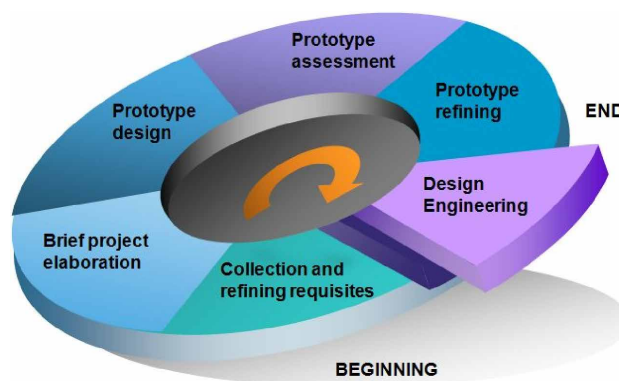 Prototype
assessment
Prototype
refining
END
Prototype
design
Design
Engineering
Brief project
elaboration
Collection and
refining requisites
BEGINNING